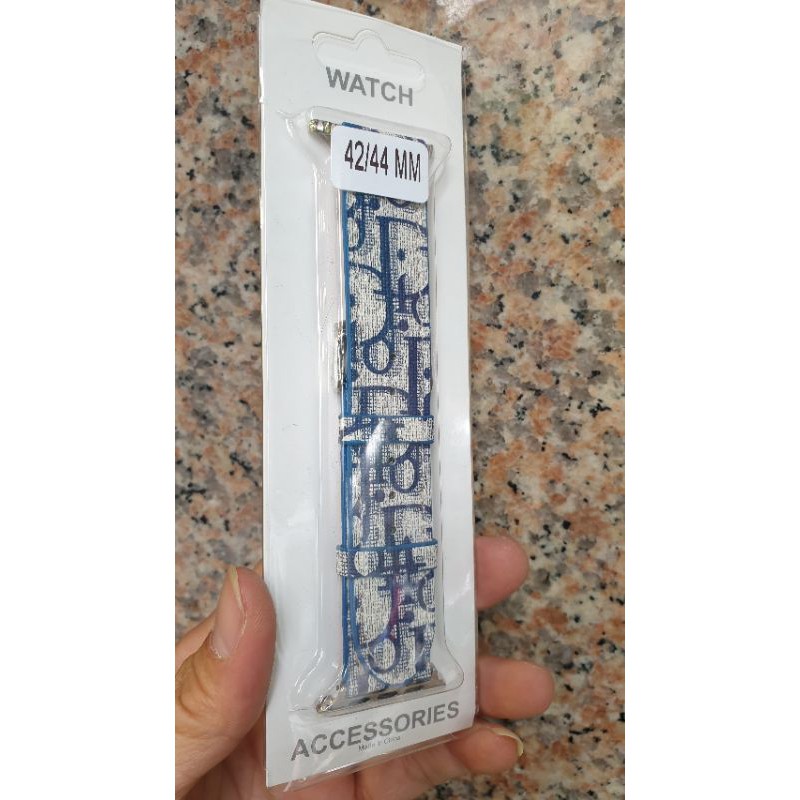 WATCH
42/44 MM
ACCESSORIES
Made in China